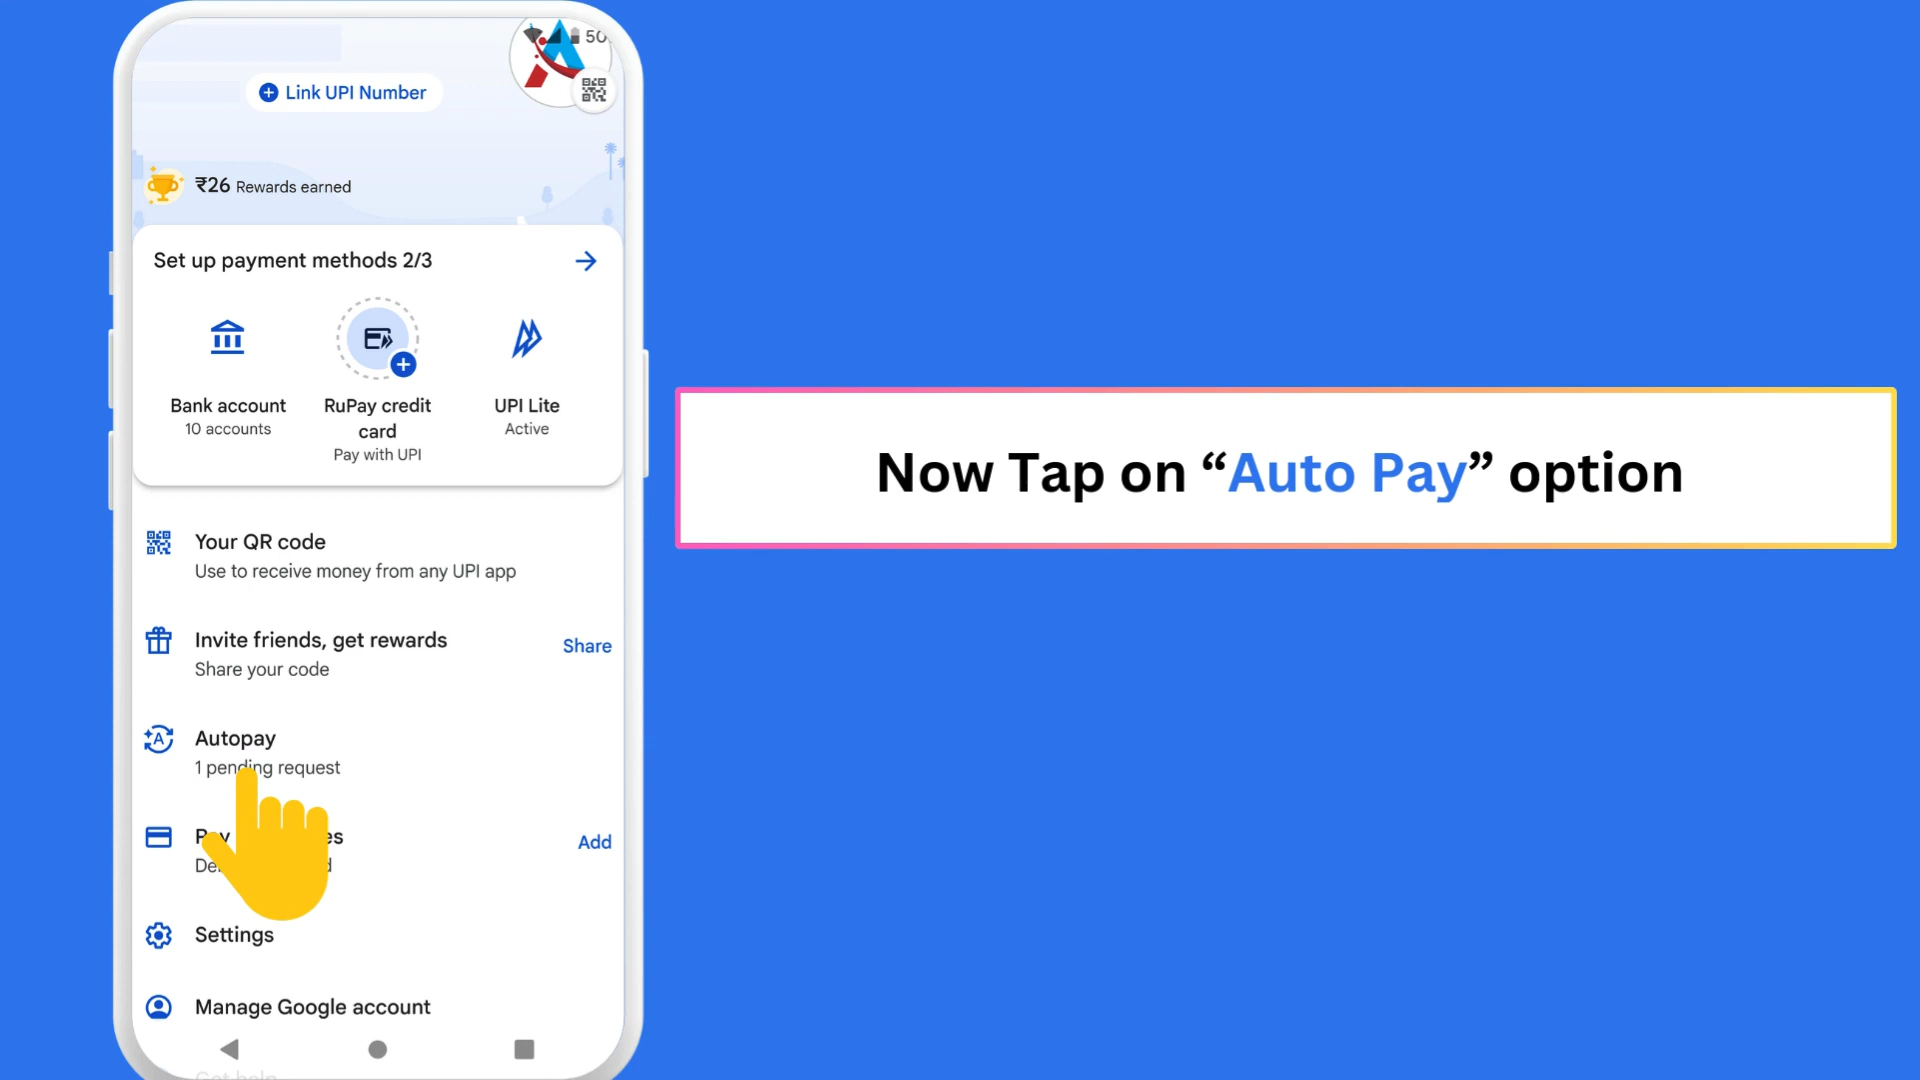 50
Link UPI Number
₹26 Rewards earned
Set up payment methods 2/3
Bank account
10 accounts
RuPay credit
card
Pay with UPI
UPI Lite
Active
Your QR code
Use to receive money from any UPI app
Invite friends, get rewards
Share your code
Share
Autopay
1 pending request
Add
Settings
Manage Google account
Get help
Now Tap on “Auto Pay” option